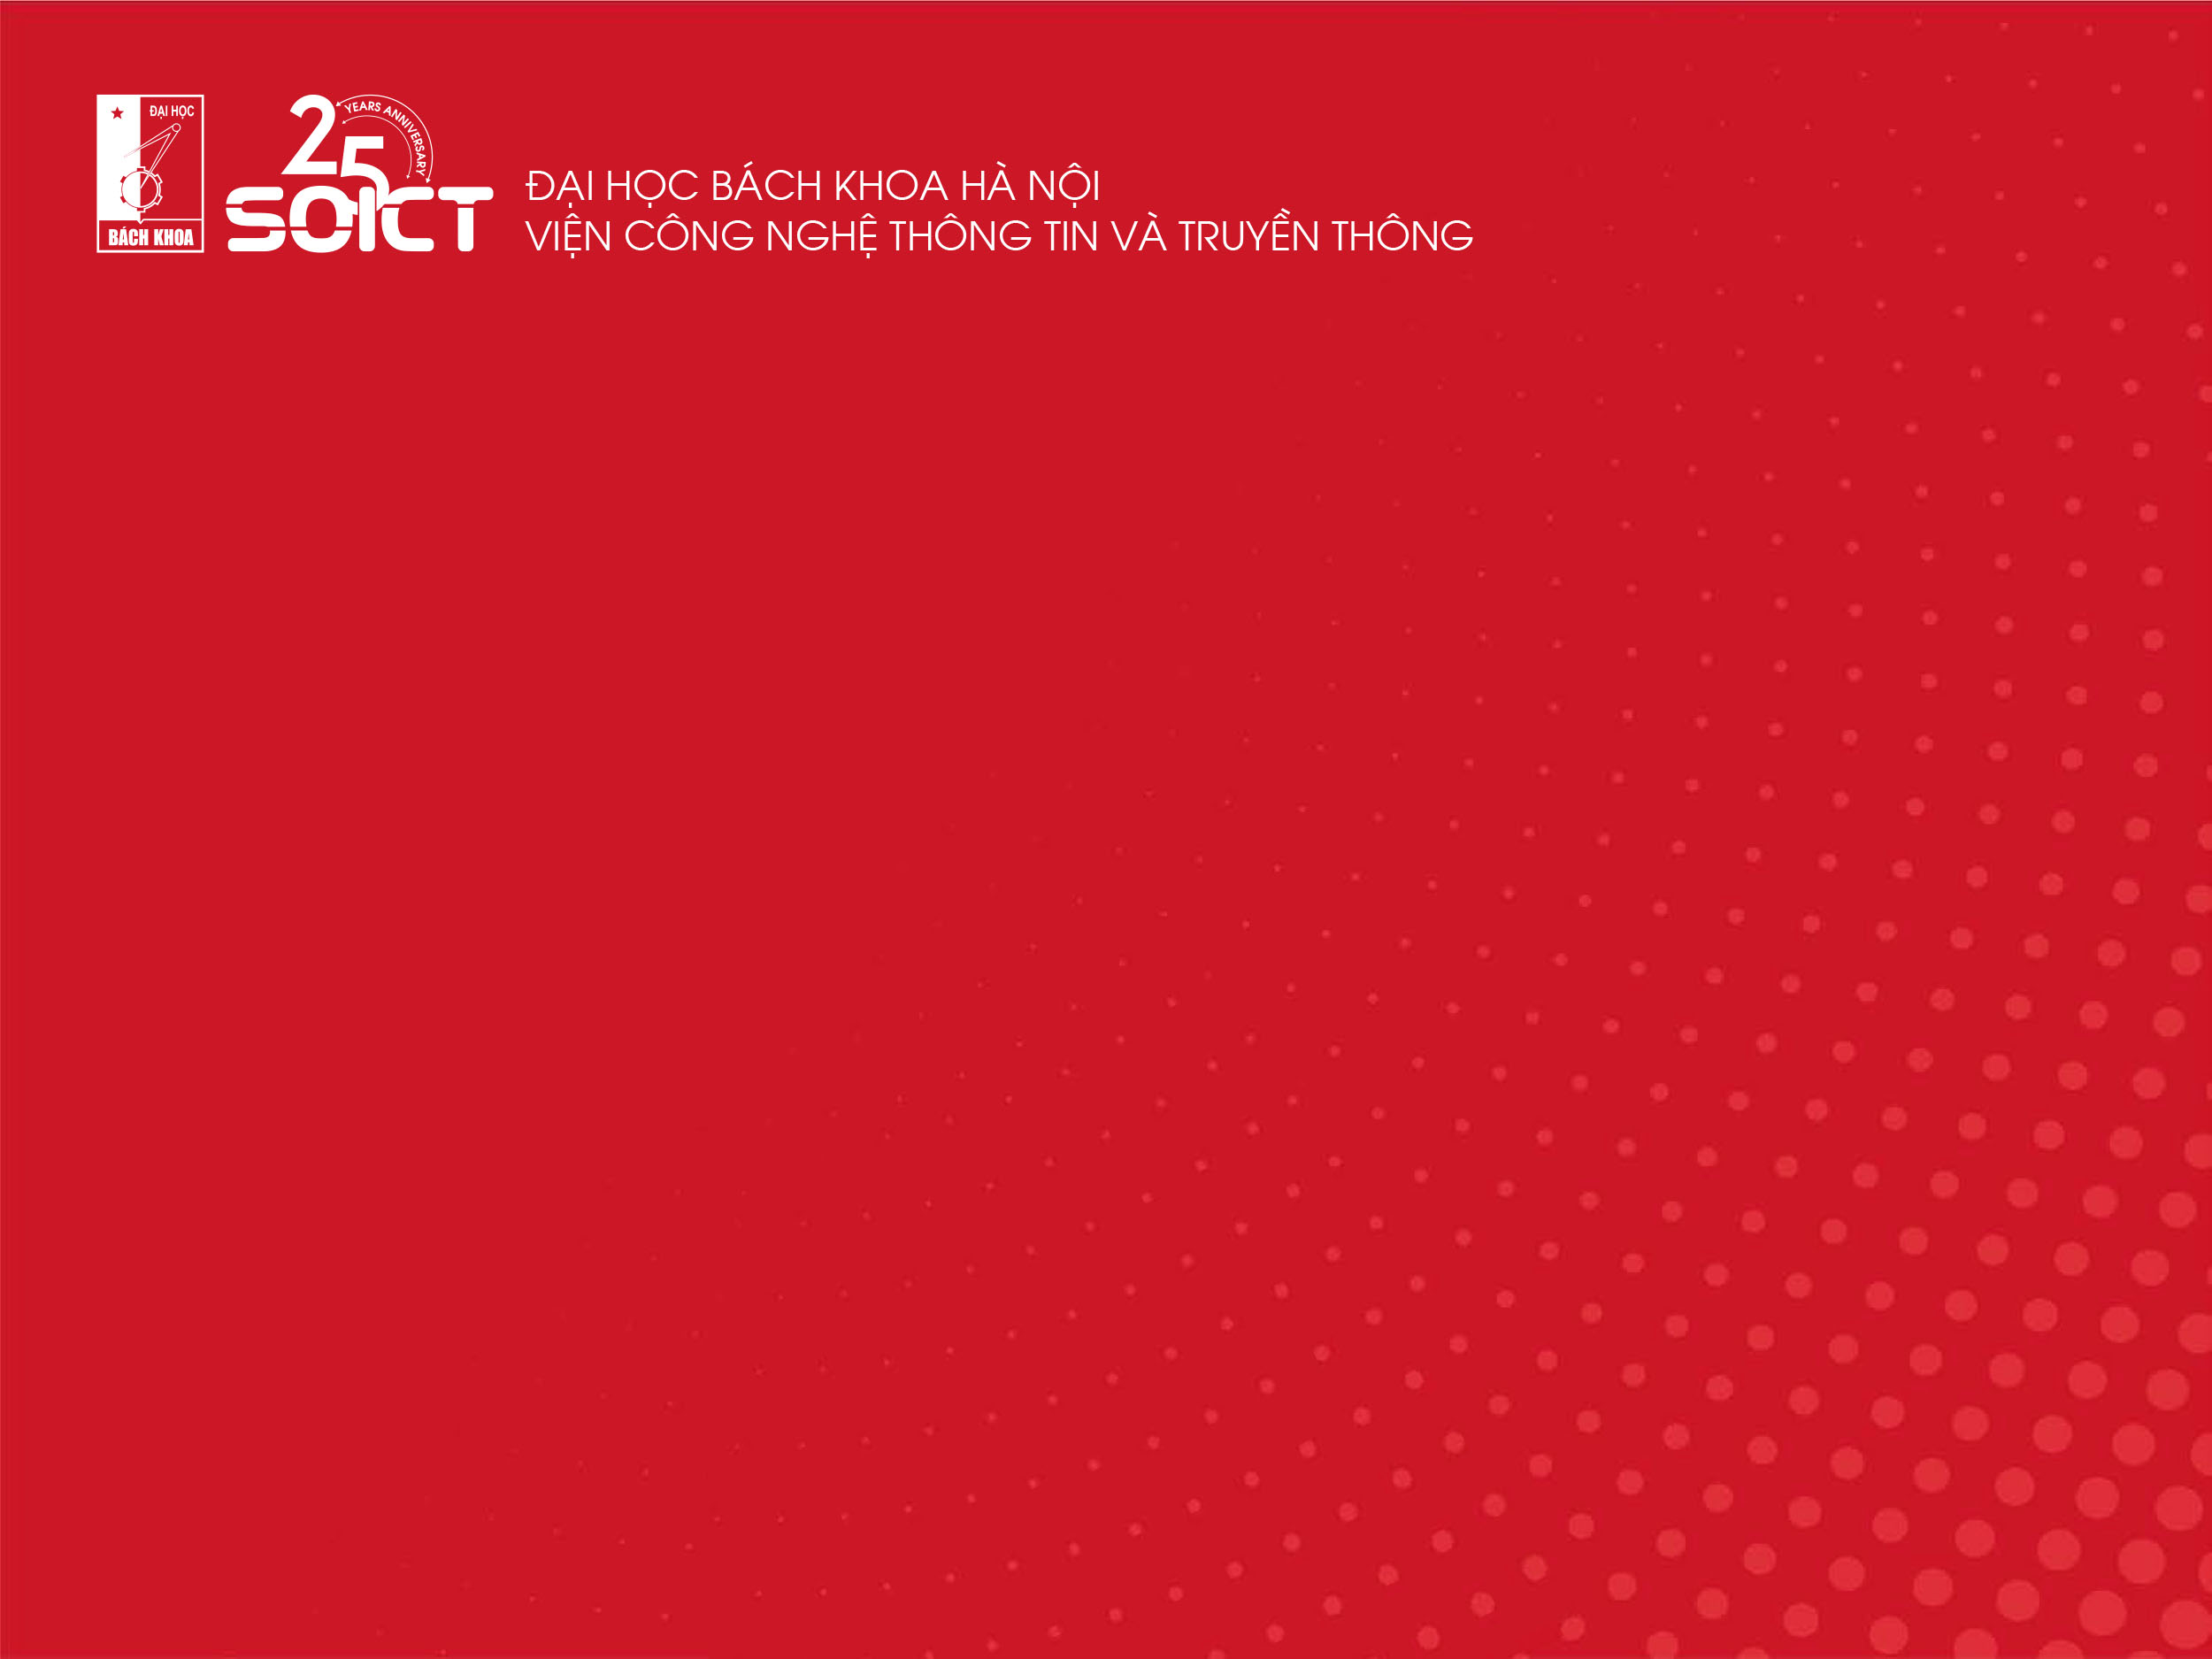 ĐẠI HỌC
BÁCH KHOA
25
YEARS ANNIVERSARY
SOICT
ĐẠI HỌC BÁCH KHOA HÀ NỘI
VIỆN CÔNG NGHỆ THÔNG TIN VÀ TRUYỀN THÔNG